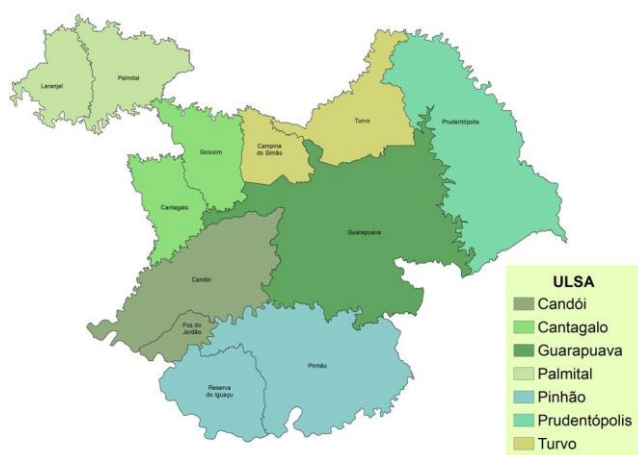 Laranjal
Palmital
Turvo
Prudentópolis
Goioxim
Campina
do Simão
Cantagalo
Guarapuava
Candói
Foz do
Jordão
Pinhão
Reserva
do Iguaçu
ULSA
Candói
Cantagalo
Guarapuava
Palmital
Pinhão
Prudentópolis
Turvo